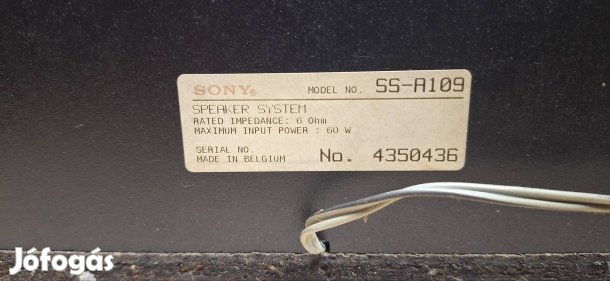 SONY®
MODEL NO. SS-A109
SPEAKER SYSTEM
RATED IMPEDANCE: 6 Ohm
MAXIMUM INPUT POWER : 60 W
SERIAL NO.
MADE IN BELGIUM No. 4350436
Jófogás